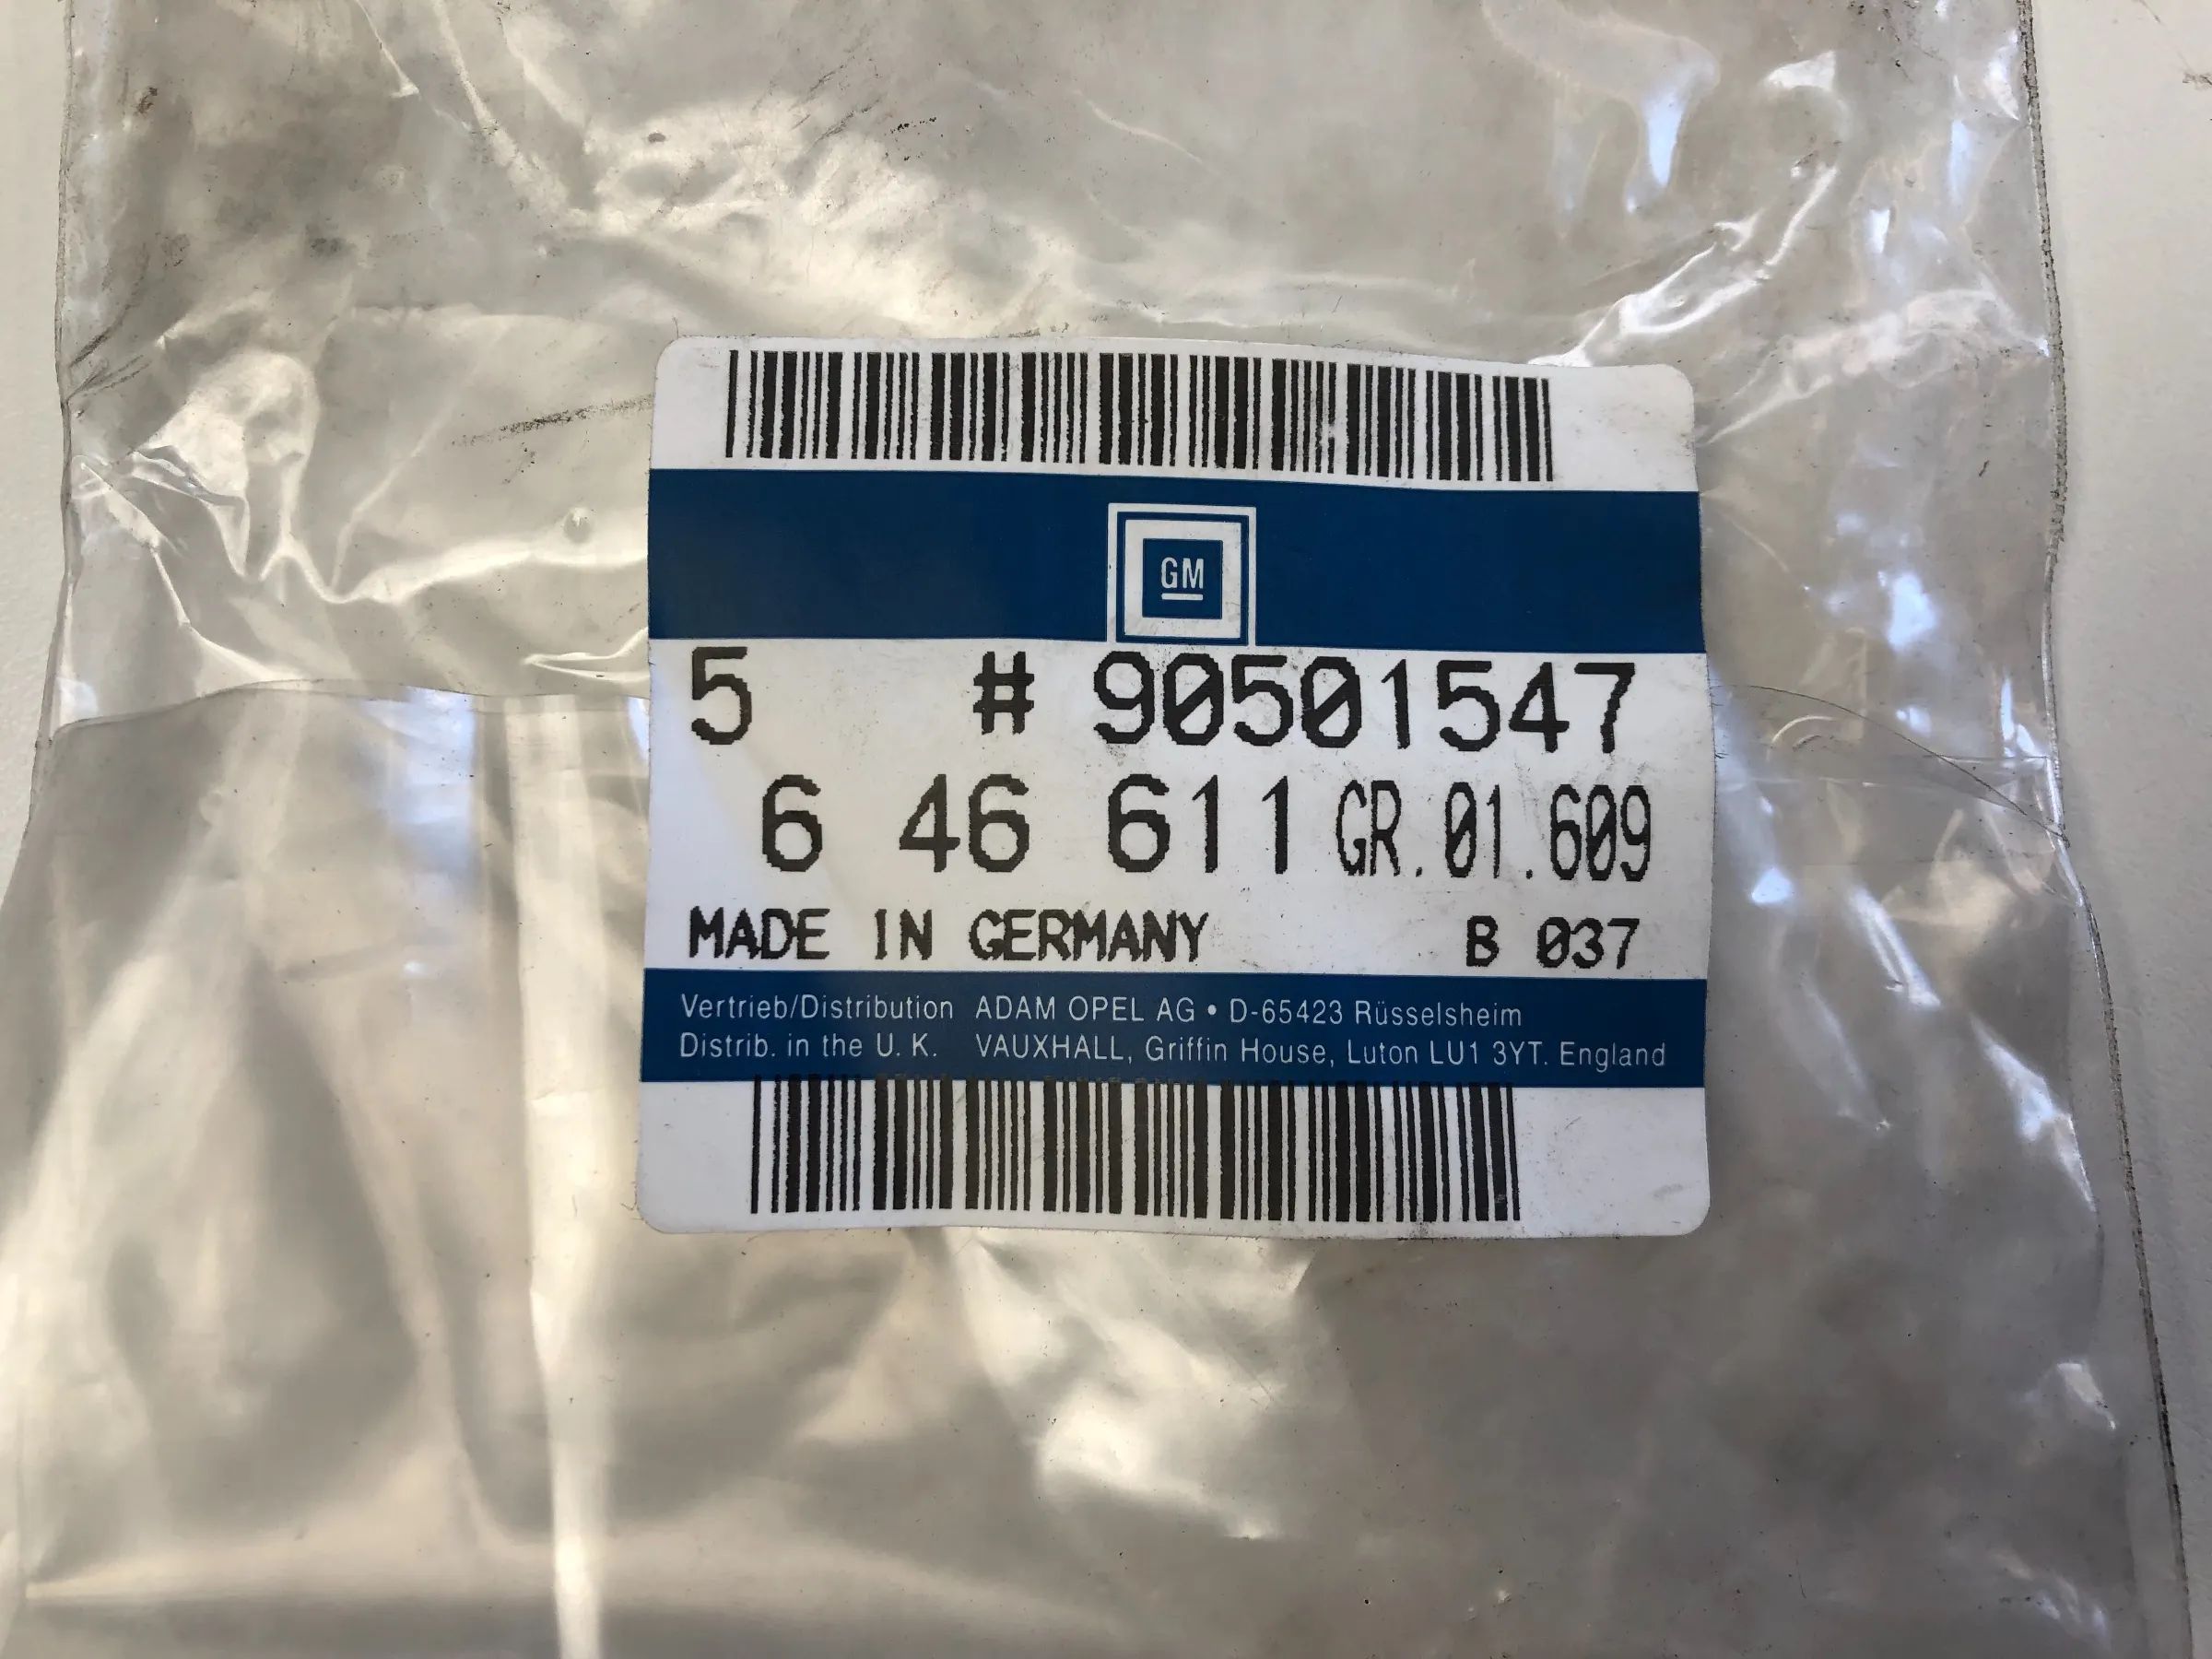 GM
5 # 90501547
6 46 611 GR.01.609
MADE IN GERMANY B 037
Vertrieb/Distribution ADAM OPEL AG • D-65423 Rüsselsheim
Distrib. in the U. K. VAUXHALL, Griffin House, Luton LU1 3YT. England